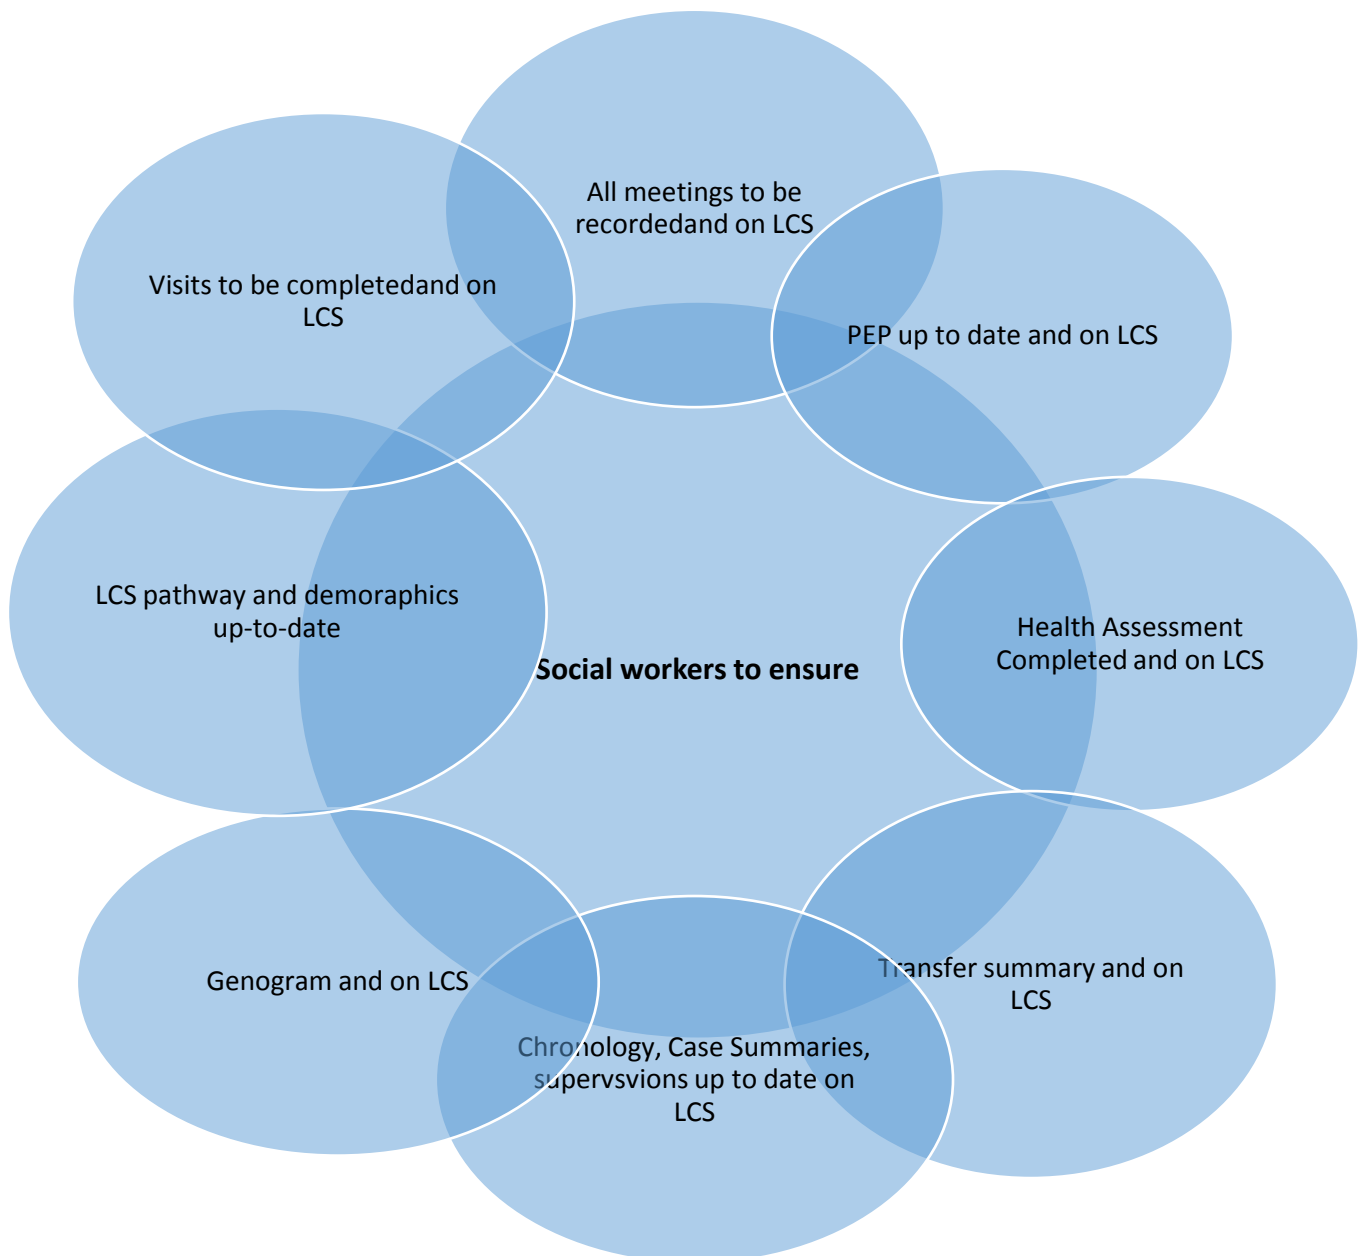 All meetings to be
recordedand on LCS
PEP up to date and on LCS
Health Assessment
Completed and on LCS
Transfer summary and on
LCS
Chronology, Case Summaries,
supervsvions up to date on
LCS
Genogram and on LCS
LCS pathway and demoraphics
up-to-date
Visits to be completedand on
LCS
Social workers to ensure